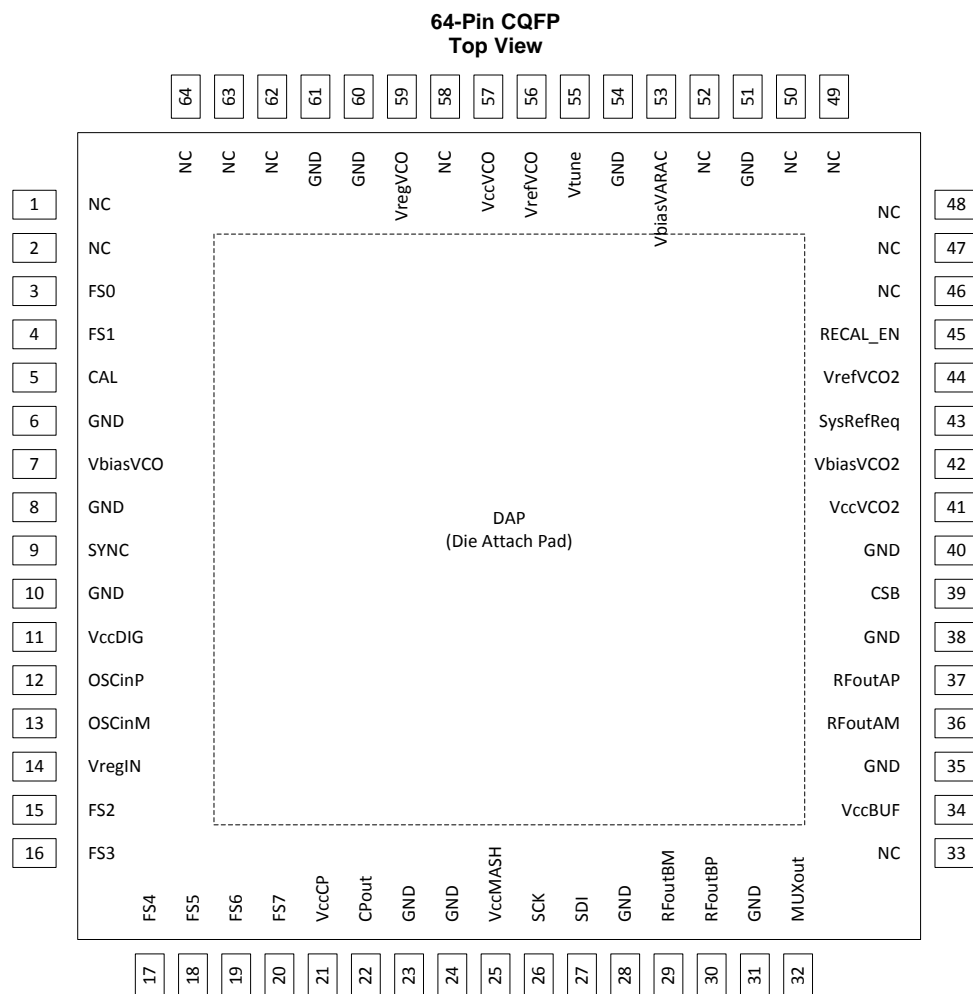 64-Pin CQFP
Top View
64 63 62 61 60 59 58 57 56 55 54 53 52 51 50 49
NC NC NC GND GND VregVCO NC VccVCO VrefVCO Vtune GND VbiasVARAC NC GND NC NC
1 NC NC 48
2 NC NC 47
3 FS0 NC 46
4 FS1 RECAL_EN 45
5 CAL VrefVCO2 44
6 GND SysRefReq 43
7 VbiasVCO VbiasVCO2 42
8 GND VccVCO2 41
DAP
(Die Attach Pad)
9 SYNC GND 40
10 GND CSB 39
11 VccDIG GND 38
12 OSCinP RFoutAP 37
13 OSCinM RFoutAM 36
14 VregIN GND 35
15 FS2 VccBUF 34
16 FS3 NC 33
FS4 FS5 FS6 FS7 VccCP CPout GND GND VccMASH SCK SDI GND RFoutBM RFoutBP GND MUXout
17 18 19 20 21 22 23 24 25 26 27 28 29 30 31 32